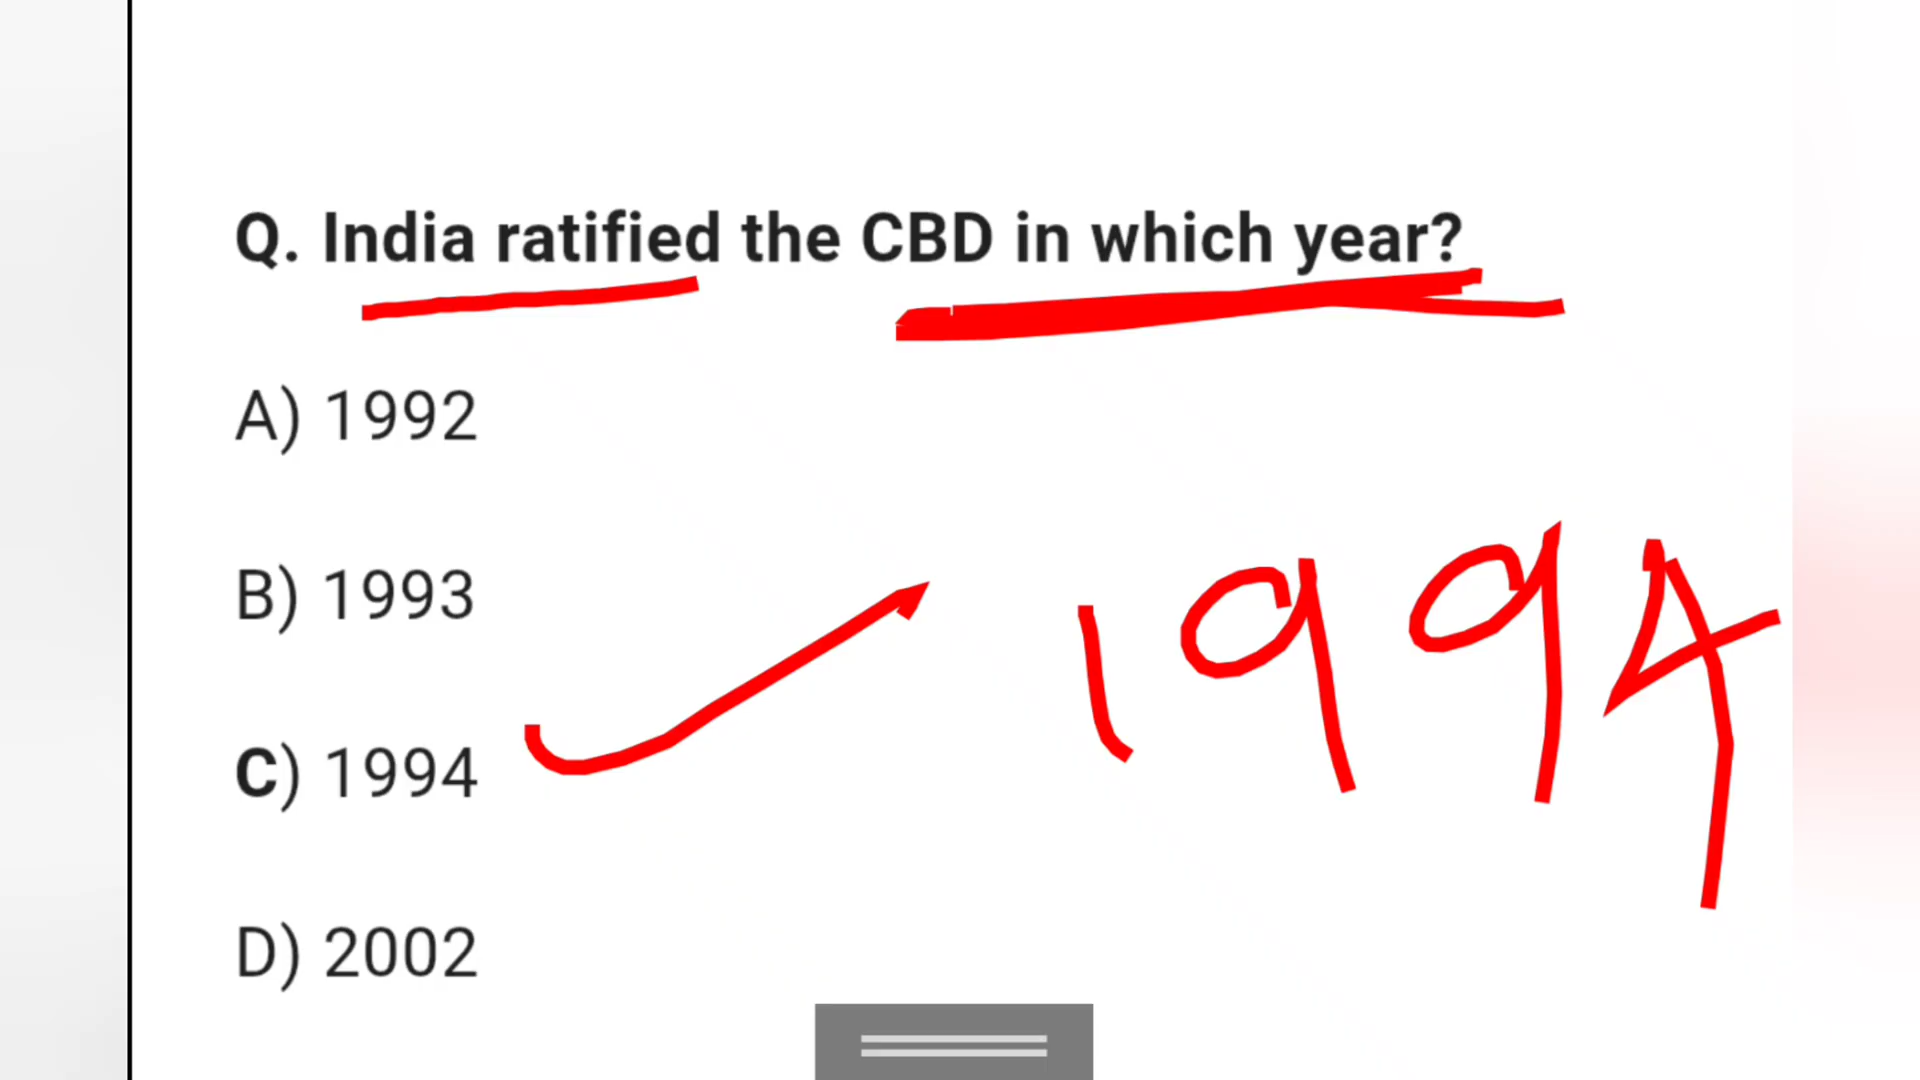 Q. India ratified the CBD in which year?
A) 1992
B) 1993
C) 1994
1994
D) 2002